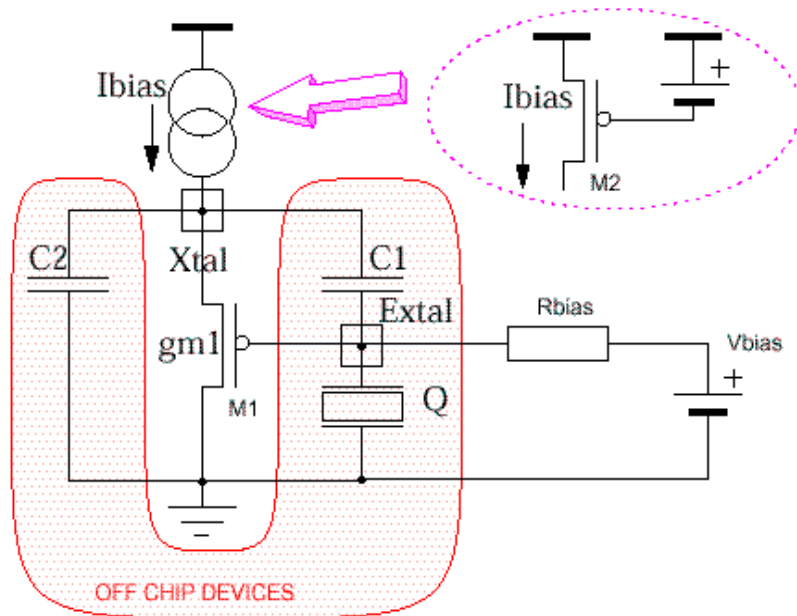 Ibias
Ibias
+
M2
C2
Xtal
C1
Extal
Rbias
Vbias
gm1
+
M1
Q
OFF CHIP DEVICES